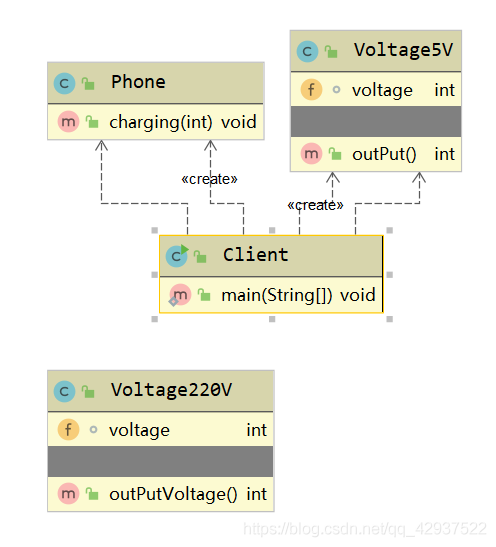 Voltage5V
voltage int
outPut() int
Phone
charging(int) void
«create»
«create»
Client
main(String[]) void
Voltage220V
voltage int
outPutVoltage() int
https://blog.csdn.net/qq_42937522